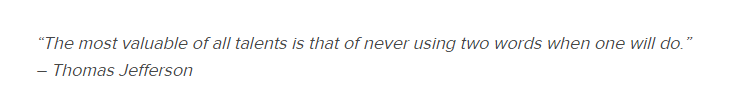 “The most valuable of all talents is that of never using two words when one will do.”
– Thomas Jefferson